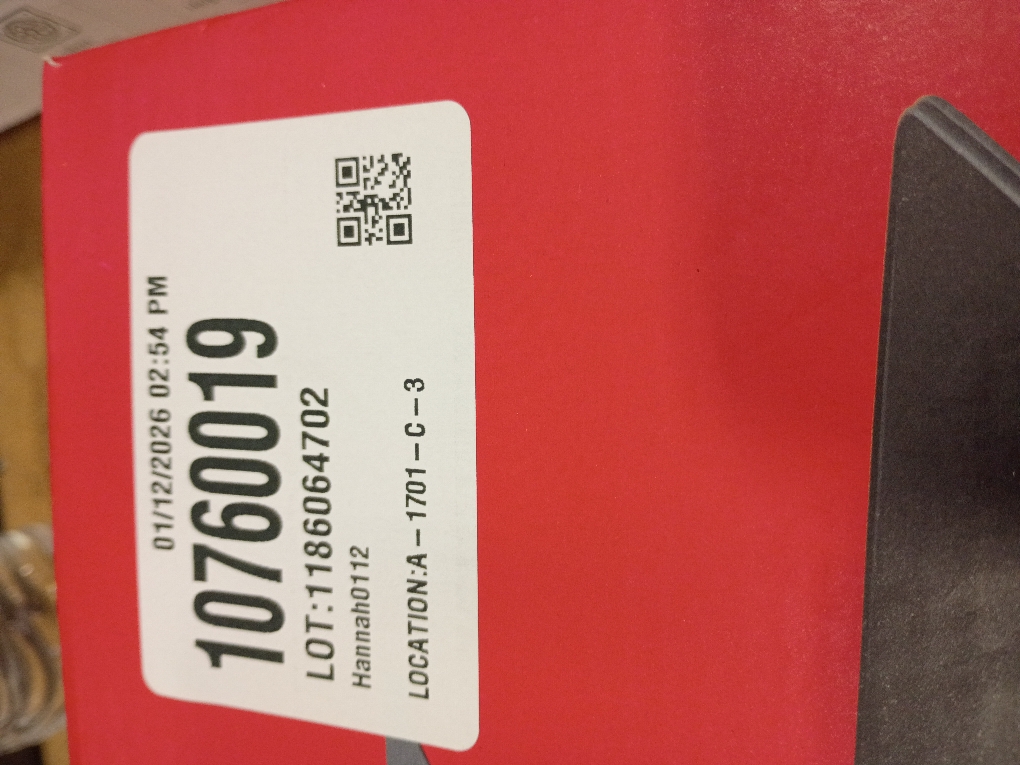 01/12/2026 02:54 PM
10760019
LOT:1186064702
Hannah0112
LOCATION:A-1701-C-3